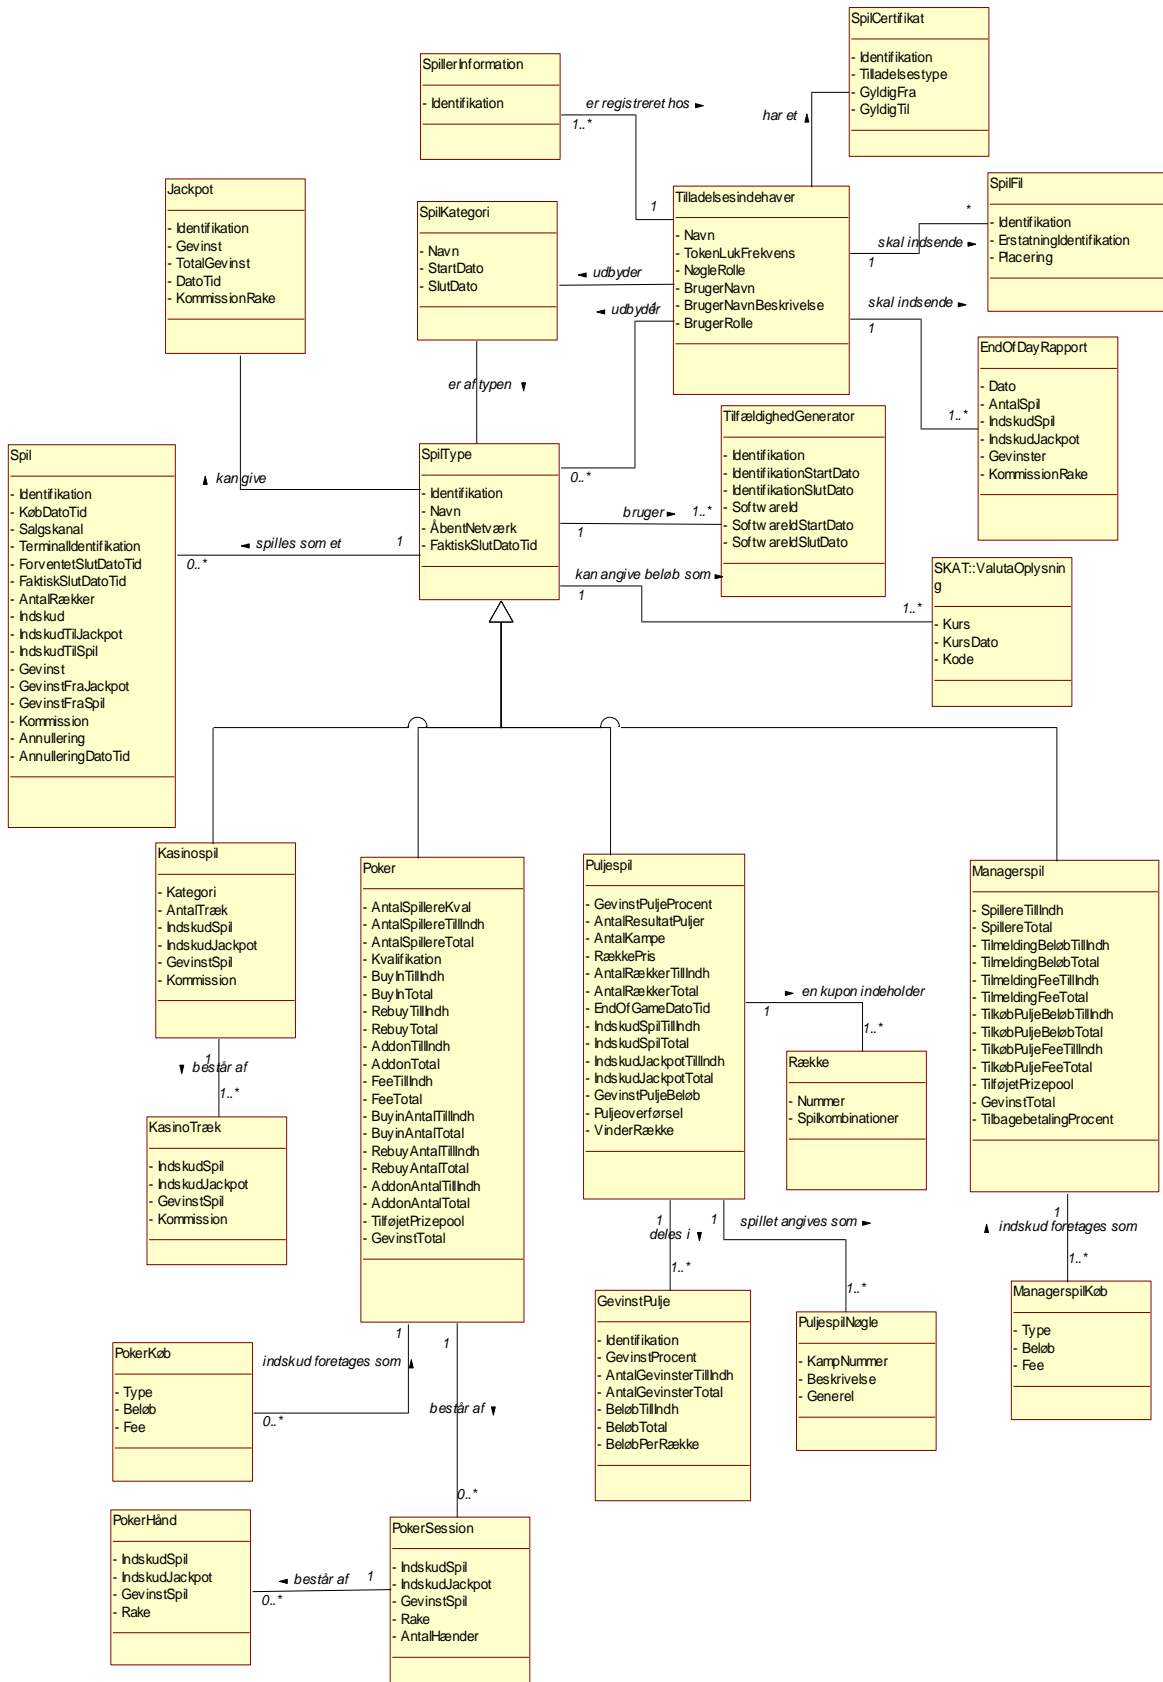 SpilCertifikat
- Identifikation
- Tilladelsestype
- GyldigFra
- GyldigTil
SpillerInformation
- Identifikation
er registreret hos ►
1..*
1
har et ▲
Jackpot
- Identifikation
- Gevinst
- TotalGevinst
- DatoTid
- KommissionRake
SpilKategori
- Navn
- StartDato
- SlutDato
Tilladelsesindehaver
- Navn
- TokenLukFrekvens
- NøgleRolle
- BrugerNavn
- BrugerNavnBeskrivelse
- BrugerRolle
SpilFil
- Identifikation
- ErstatningIdentifikation
- Placering
*
skal indsende ►
1
◄ udbyder
◄ udbyder
1
0..*
skal indsende ►
1
1..*
EndOfDayRapport
- Dato
- AntalSpil
- IndskudSpil
- IndskudJackpot
- Gevinster
- KommissionRake
er af typen ▼
TilfældighedGenerator
- Identifikation
- IdentifikationStartDato
- IdentifikationSlutDato
- SoftwareId
- SoftwareIdStartDato
- SoftwareIdSlutDato
Spil
- Identifikation
- KøbDatoTid
- Salgskanal
- TerminalIdentifikation
- ForventetSlutDatoTid
- FaktiskSlutDatoTid
- AntalRækker
- Indskud
- IndskudTilJackpot
- IndskudTilSpil
- Gevinst
- GevinstFraJackpot
- GevinstFraSpil
- Kommission
- Annullering
- AnnulleringDatoTid
▲ kan give
SpilType
- Identifikation
- Navn
- ÅbentNetværk
- FaktiskSlutDatoTid
bruger ►
1..*
1
◄ spilles som et
1
0..*
kan angive beløb som ►
1
1..*
SKAT::ValutaOplysnin
g
- Kurs
- KursDato
- Kode
Kasinospil
- Kategori
- AntalTræk
- IndskudSpil
- IndskudJackpot
- GevinstSpil
- Kommission
Poker
- AntalSpillereKval
- AntalSpillereTilIndh
- AntalSpillereTotal
- Kvalifikation
- BuyInTilIndh
- BuyInTotal
- RebuyTilIndh
- RebuyTotal
- AddonTilIndh
- AddonTotal
- FeeTilIndh
- FeeTotal
- BuyinAntalTilIndh
- BuyinAntalTotal
- RebuyAntalTilIndh
- RebuyAntalTotal
- AddonAntalTilIndh
- AddonAntalTotal
- TilføjetPrizepool
- GevinstTotal
Puljespil
- GevinstPuljeProcent
- AntalResultatPuljer
- AntalKampe
- RækkePris
- AntalRækkerTilIndh
- AntalRækkerTotal
- EndOfGameDatoTid
- IndskudSpilTilIndh
- IndskudSpilTotal
- IndskudJackpotTilIndh
- IndskudJackpotTotal
- GevinstPuljeBeløb
- Puljeoverførsel
- VinderRække
Managerspil
- SpillereTilIndh
- SpillereTotal
- TilmeldingBeløbTilIndh
- TilmeldingBeløbTotal
- TilmeldingFeeTilIndh
- TilmeldingFeeTotal
- TilkøbPuljeBeløbTilIndh
- TilkøbPuljeBeløbTotal
- TilkøbPuljeFeeTilIndh
- TilkøbPuljeFeeTotal
- TilføjetPrizepool
- GevinstTotal
- TilbagebetalingProcent
► en kupon indeholder
1
1..*
Række
- Nummer
- Spilkombinationer
1
▼ består af
1..*
KasinoTræk
- IndskudSpil
- IndskudJackpot
- GevinstSpil
- Kommission
1
deles i ▼
1..*
1
spillet angives som ►
1..*
1
▲ indskud foretages som
1..*
GevinstPulje
- Identifikation
- GevinstProcent
- AntalGevinsterTilIndh
- AntalGevinsterTotal
- BeløbTilIndh
- BeløbTotal
- BeløbPerRække
PuljespilNøgle
- KampNummer
- Beskrivelse
- Generel
ManagerspilKøb
- Type
- Beløb
- Fee
PokerKøb
- Type
- Beløb
- Fee
1
indskud foretages som ▲
0..*
1
består af ▼
0..*
PokerHånd
- IndskudSpil
- IndskudJackpot
- GevinstSpil
- Rake
◄ består af
1
0..*
PokerSession
- IndskudSpil
- IndskudJackpot
- GevinstSpil
- Rake
- AntalHænder